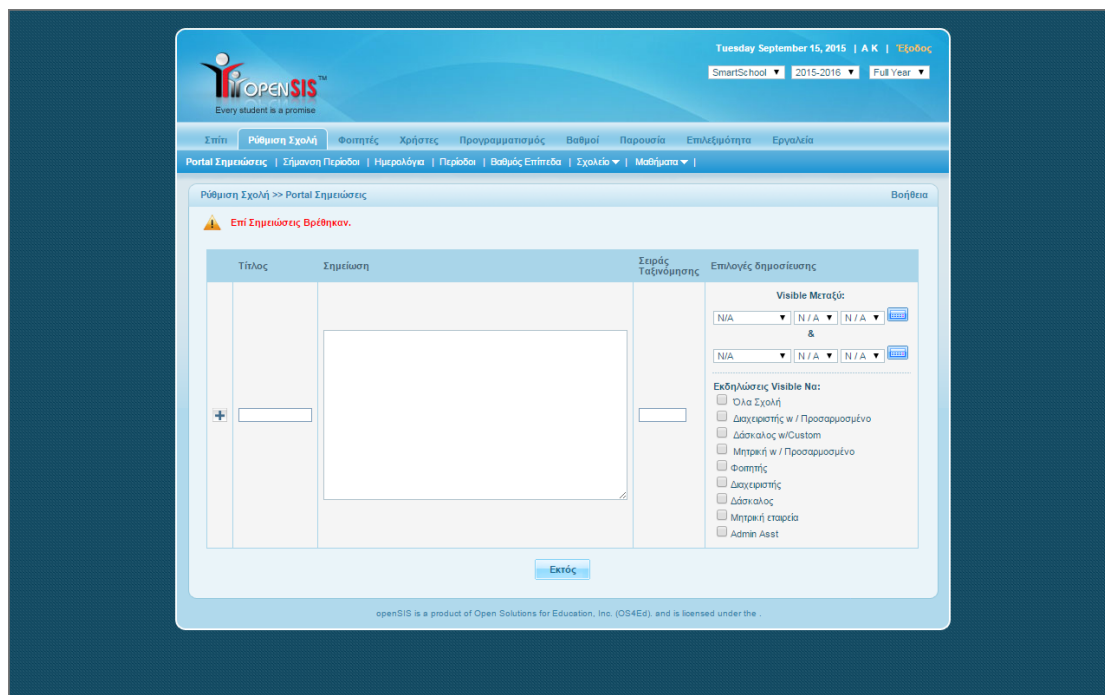 Tuesday September 15, 2015 | A K | Έξοδος
SmartSchool 2015-2016 Full Year
OPENSIS™
Every student is a promise
Σπίτι Ρύθμιση Σχολή Φοιτητές Χρήστες Προγραμματισμός Βαθμοί Παρουσία Επιλεξιμότητα Εργαλεία
Portal Σημειώσεις | Σήμανση Περίοδοι | Ημερολόγια | Περίοδοι | Βαθμός Επίπεδα | Σχολείο | Μαθήματα |
Ρύθμιση Σχολή >> Portal Σημειώσεις Βοήθεια
Επί Σημειώσεις Βρέθηκαν.
Τίτλος Σημείωση Σειράς Ταξινόμησης Επιλογές δημοσίευσης
Visible Μεταξύ:
N/A N / A N / A
&
N/A N / A N / A
Εκδηλώσεις Visible Να:
Όλα Σχολή
Διαχειριστής w / Προσαρμοσμένο
Δάσκαλος w/Custom
Μητρική w / Προσαρμοσμένο
Φοιτητής
Διαχειριστής
Δάσκαλος
Μητρική εταιρεία
Admin Asst
Εκτός
openSIS is a product of Open Solutions for Education, Inc. (OS4Ed). and is licensed under the .